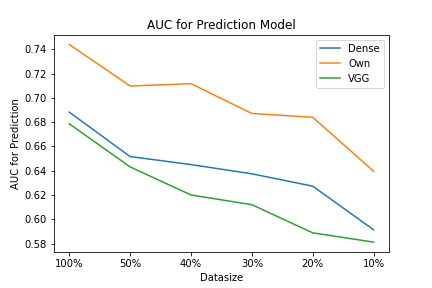 AUC for Prediction Model
Dense
Own
VGG
AUC for Prediction
0.74
0.72
0.70
0.68
0.66
0.64
0.62
0.60
0.58
100% 50% 40% 30% 20% 10%
Datasize